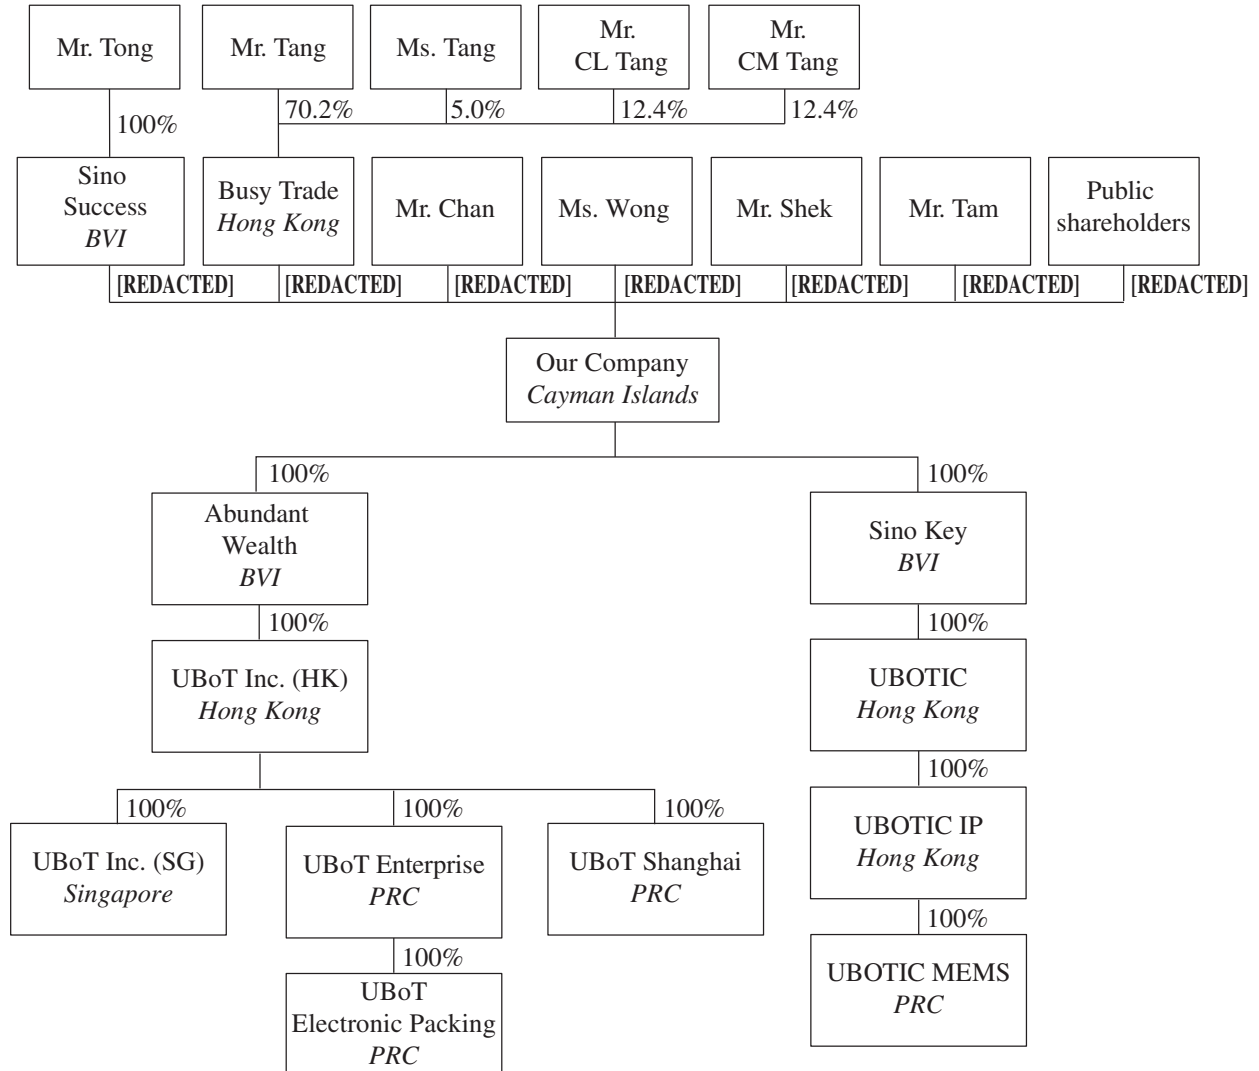 Mr. Tong
Mr. Tang
Ms. Tang
Mr.
CL Tang
Mr.
CM Tang
100%
70.2%
5.0%
12.4%
12.4%
Sino
Success
BVI
Busy Trade
Hong Kong
Mr. Chan
Ms. Wong
Mr. Shek
Mr. Tam
Public
shareholders
[REDACTED]
[REDACTED]
[REDACTED]
[REDACTED]
[REDACTED]
[REDACTED]
[REDACTED]
Our Company
Cayman Islands
100%
100%
Abundant
Wealth
BVI
Sino Key
BVI
100%
100%
UBoT Inc. (HK)
Hong Kong
UBOTIC
Hong Kong
100%
100%
100%
100%
UBoT Inc. (SG)
Singapore
UBoT Enterprise
PRC
UBoT Shanghai
PRC
UBOTIC IP
Hong Kong
100%
100%
UBoT
Electronic Packing
PRC
UBOTIC MEMS
PRC